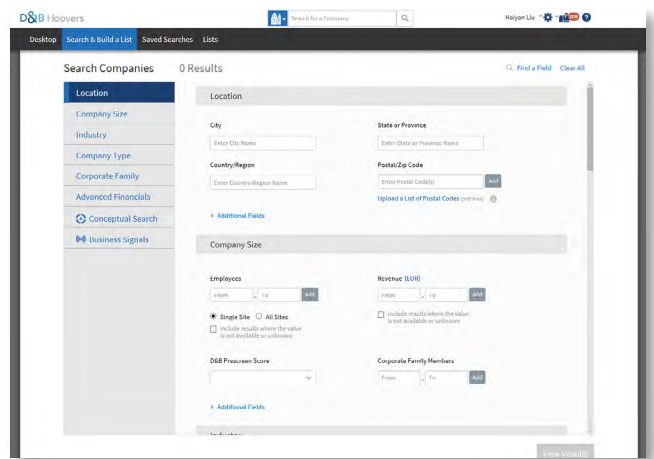 D&B Hoovers
Search for a Company
Haiyon Liu
Desktop Search & Build a List Saved Searches Lists
Search Companies 0 Results Find a Field Clear All
Location
Company Size
Industry
Company Type
Corporate Family
Advanced Financials
Conceptual Search
Business Signals
Location
City State or Province
Enter City Name Enter State or Province Name
Country/Region Postal/Zip Code
Enter Country/Region Name Enter Postal Code(s) Add
Upload a List of Postal Codes (500 Max)
Additional Fields
Company Size
Employees Revenue (EUR)
From To Add From To Add
Single Site All Sites
Include results where the value
is not available or unknown
Include results where the value
is not available or unknown
D&B Prescreen Score Corporate Family Members
From To Add
Additional Fields
Industry
View Results